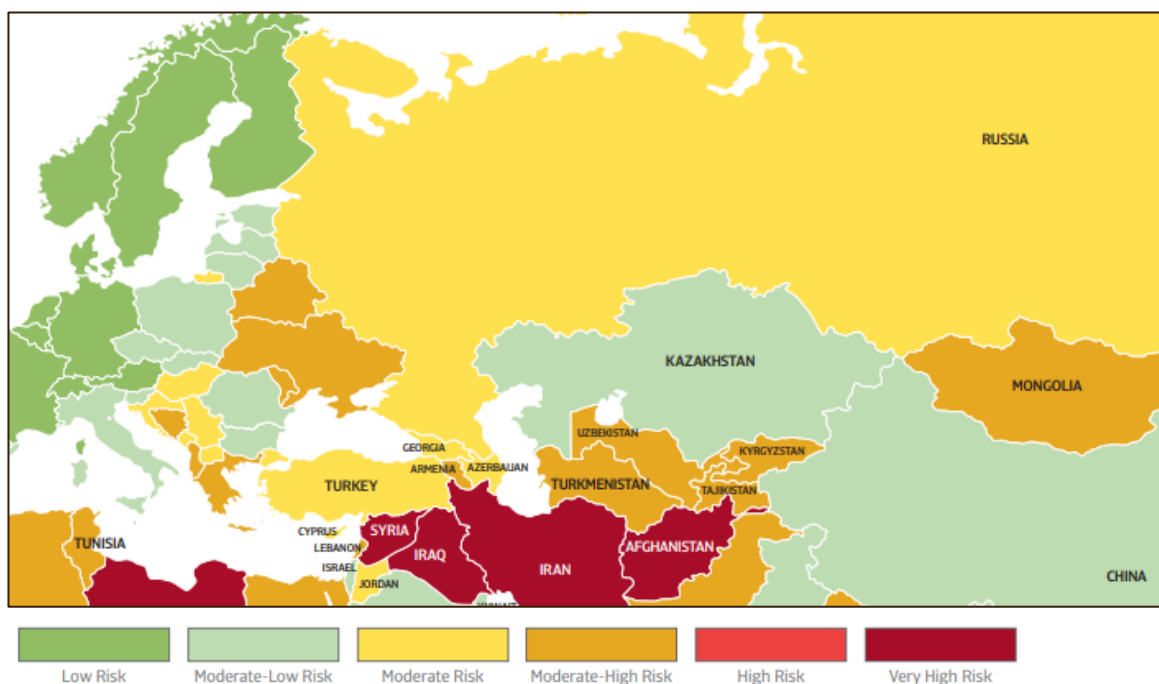 RUSSIA
KAZAKHSTAN
MONGOLIA
UZBEKISTAN
GEORGIA
KYRGYZSTAN
ARMENIA
AZERBAIJAN
TURKEY
TURKMENISTAN
TAJIKISTAN
CYPRUS
SYRIA
TUNISIA
LEBANON
IRAQ
AFGHANISTAN
ISRAEL
IRAN
CHINA
JORDAN
KUWAIT
Low Risk
Moderate-Low Risk
Moderate Risk
Moderate-High Risk
High Risk
Very High Risk